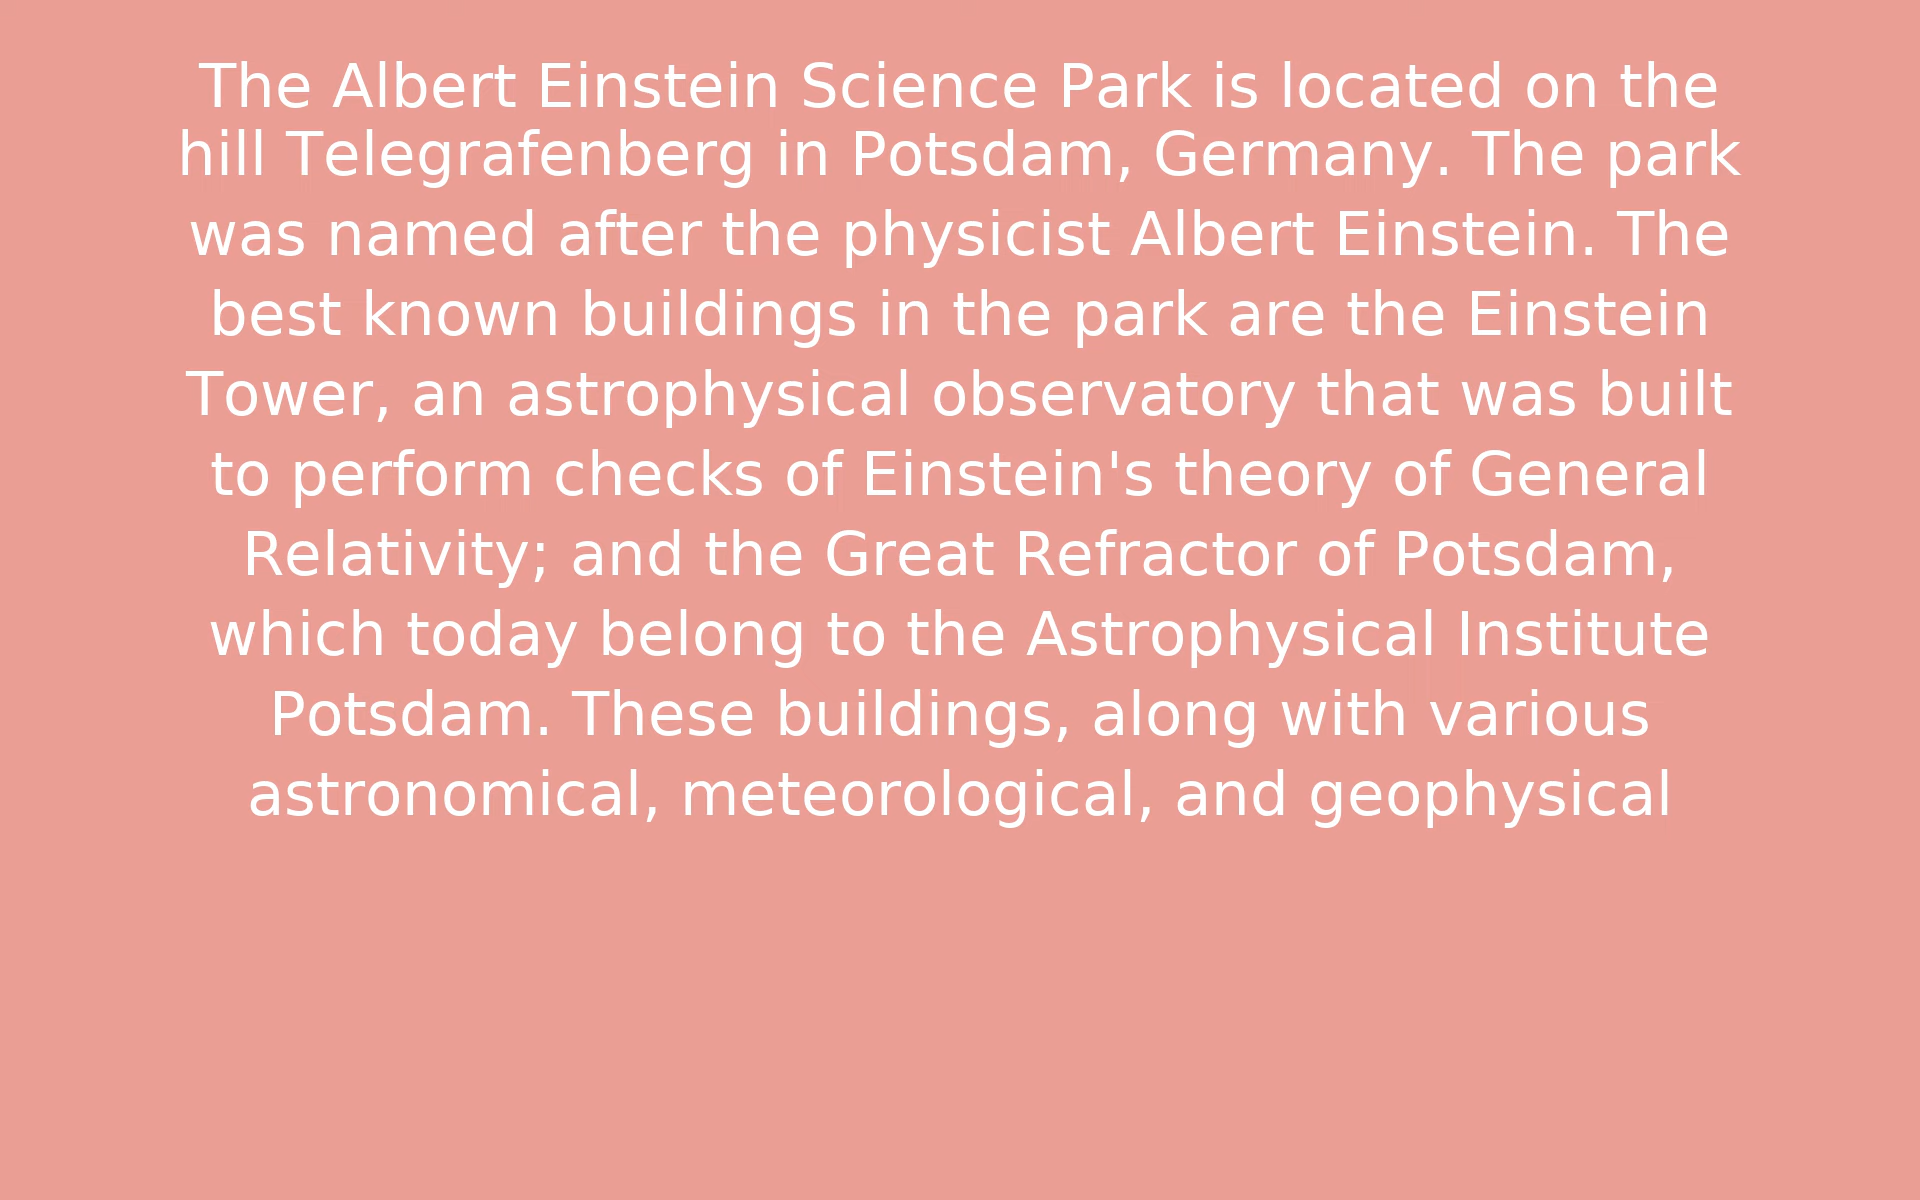 The Albert Einstein Science Park is located on the
hill Telegrafenberg in Potsdam, Germany. The park
was named after the physicist Albert Einstein. The
best known buildings in the park are the Einstein
Tower, an astrophysical observatory that was built
to perform checks of Einstein's theory of General
Relativity; and the Great Refractor of Potsdam,
which today belong to the Astrophysical Institute
Potsdam. These buildings, along with various
astronomical, meteorological, and geophysical